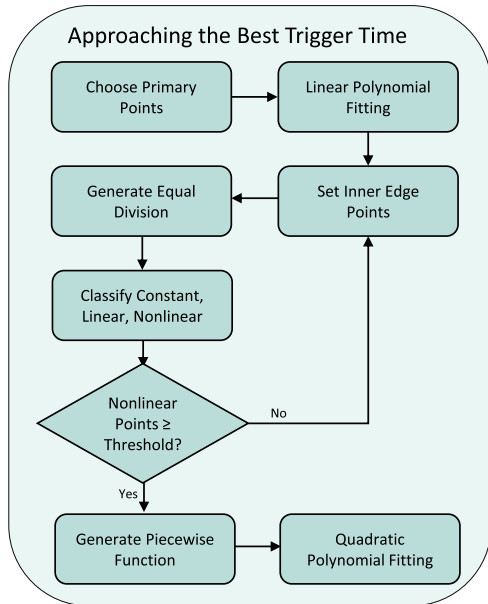 Approaching the Best Trigger Time
Choose Primary
Points
Linear Polynomial
Fitting
Generate Equal
Division
Set Inner Edge
Points
Classify Constant,
Linear, Nonlinear
Nonlinear
Points ≥
Threshold?
No
Yes
Generate Piecewise
Function
Quadratic
Polynomial Fitting